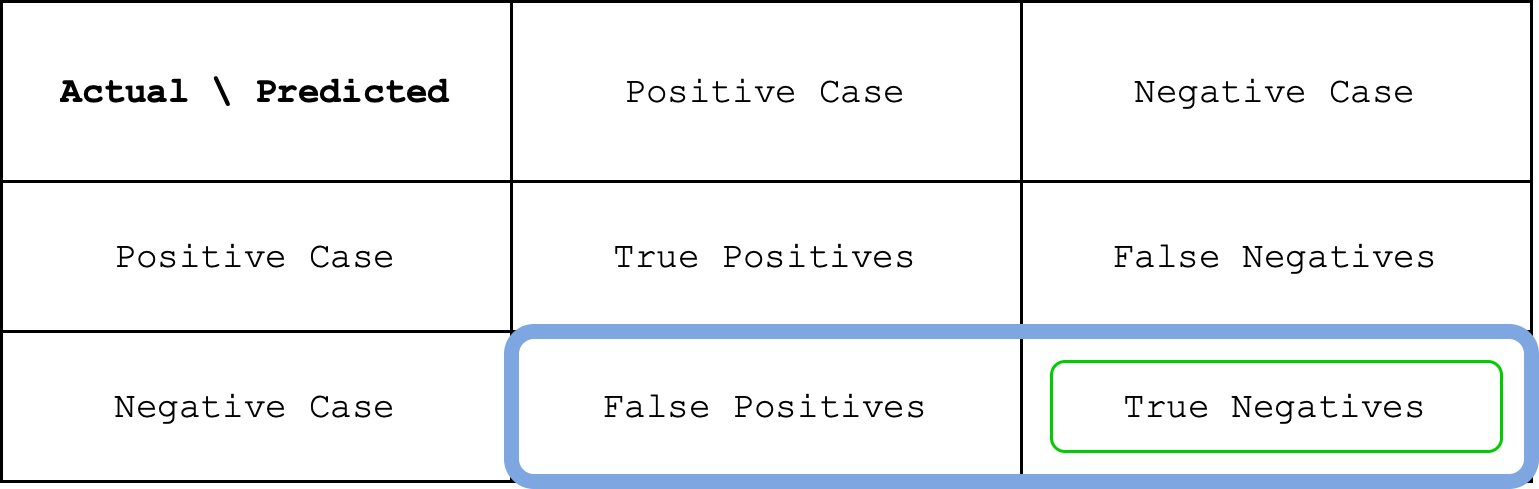 Actual \ Predicted Positive Case Negative Case
Positive Case True Positives False Negatives
Negative Case False Positives True Negatives